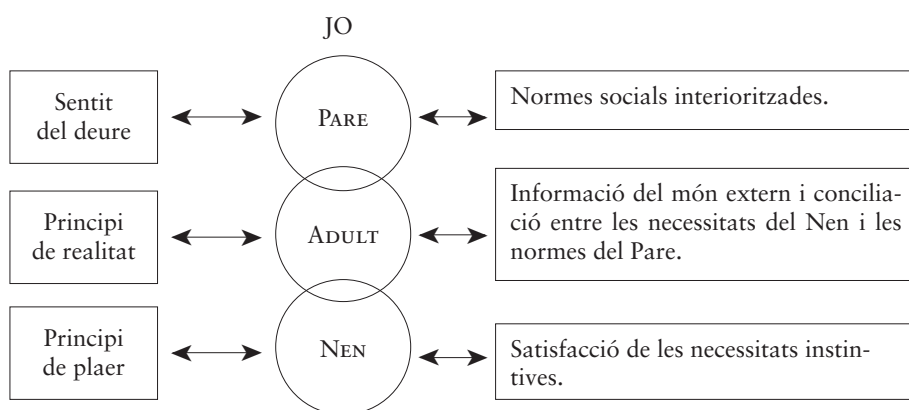 JO
Sentit
del deure
PARE
Normes socials interioritzades.
Principi
de realitat
ADULT
Informació del món extern i concilia-
ació entre les necessitats del Nen i les
normes del Pare.
Principi
de plaer
NEN
Satisfacció de les necessitats instin-
tives.